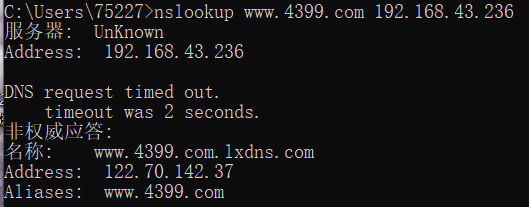 C:\Users\75227>nslookup www.4399.com 192.168.43.236
服务器:  UnKnown
Address:  192.168.43.236
DNS request timed out.
    timeout was 2 seconds.
非权威应答:
名称:    www.4399.com.lxdns.com
Address:  122.70.142.37
Aliases:  www.4399.com